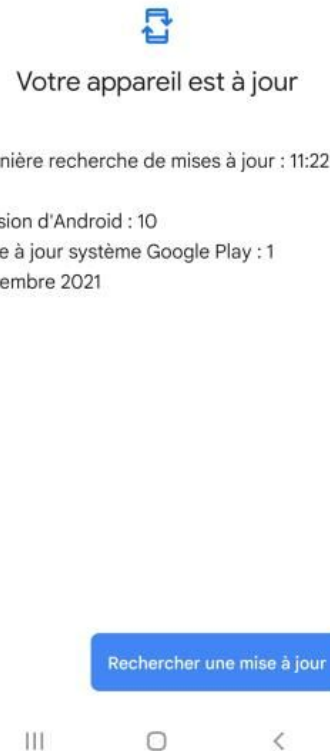 Votre appareil est à jour
nière recherche de mises à jour : 11:22
sion d'Android : 10
e à jour système Google Play : 1
embre 2021
Rechercher une mise à jour